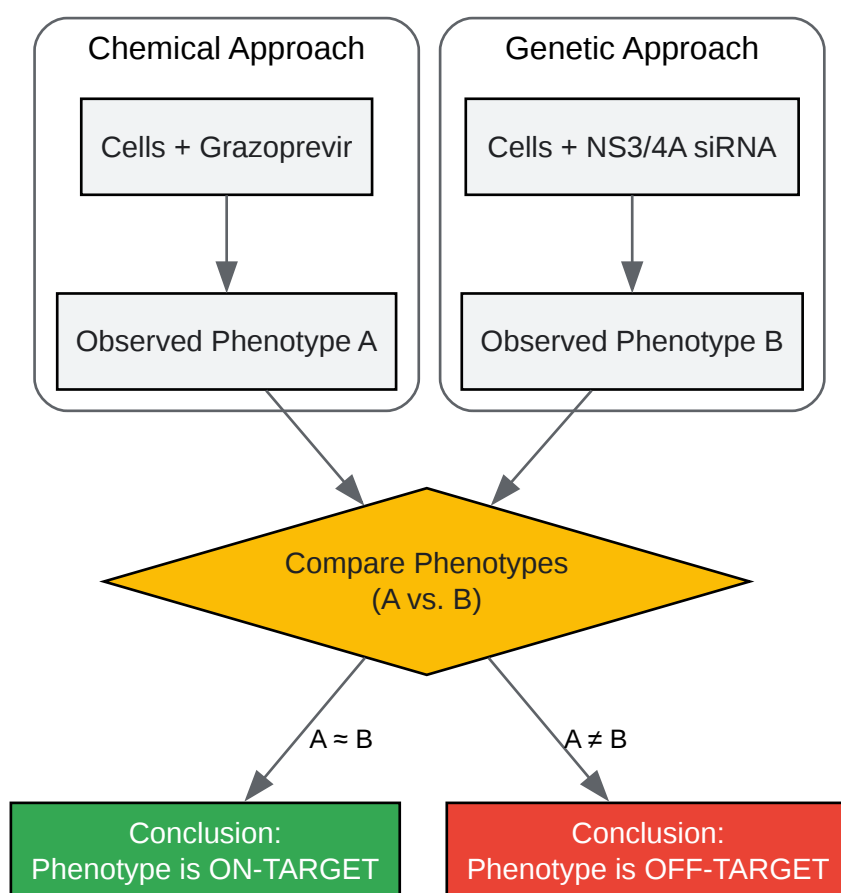 Chemical Approach
Genetic Approach
Cells + Grazoprevir
Cells + NS3/4A siRNA
Observed Phenotype A
Observed Phenotype B
Compare Phenotypes
(A vs. B)
A ≈ B
A ≠ B
Conclusion:
Phenotype is ON-TARGET
Conclusion:
Phenotype is OFF-TARGET